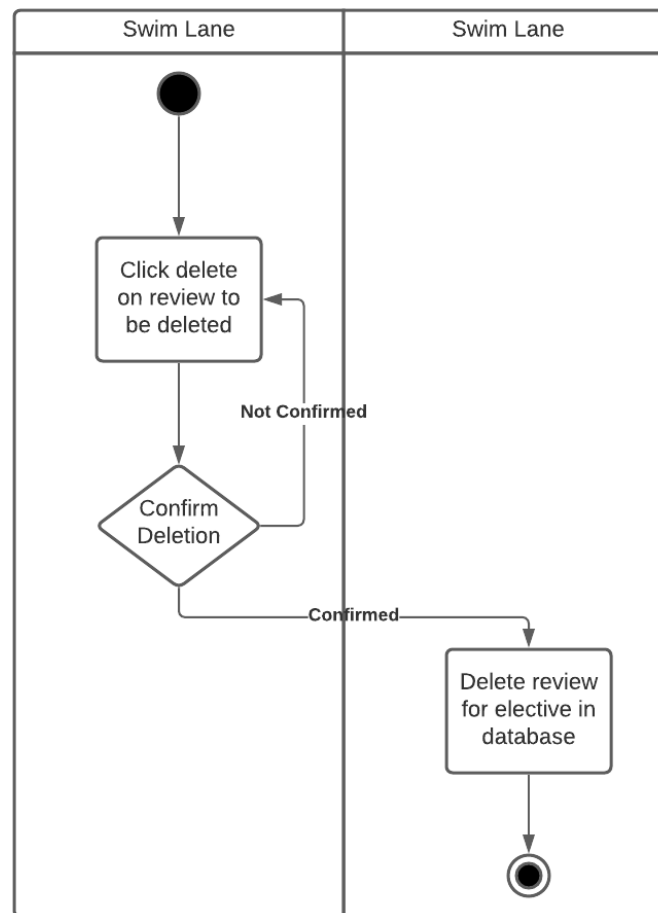 Swim Lane
Swim Lane
Click delete
on review to
be deleted
Not Confirmed
Confirm
Deletion
Confirmed
Delete review
for elective in
database